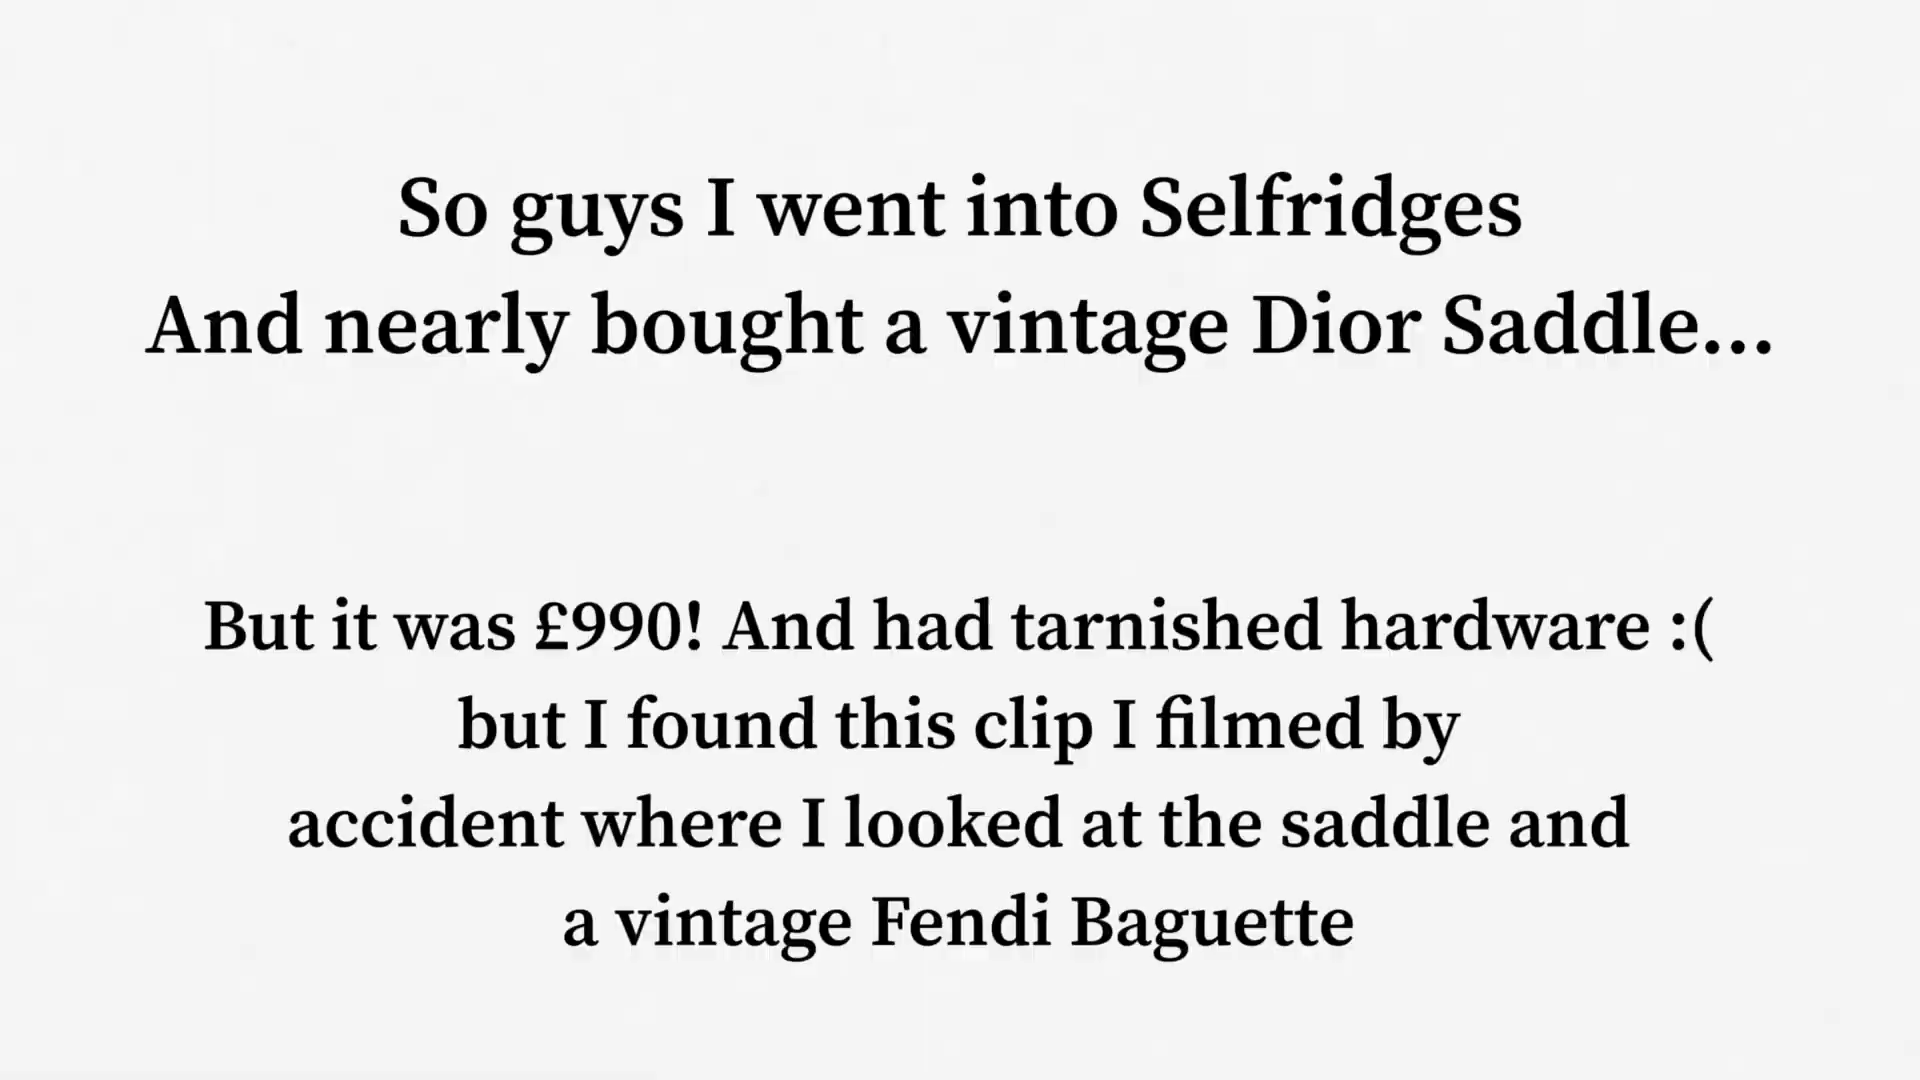 So guys I went into Selfridges
And nearly bought a vintage Dior Saddle...
But it was £990! And had tarnished hardware :(
but I found this clip I filmed by
accident where I looked at the saddle and
a vintage Fendi Baguette